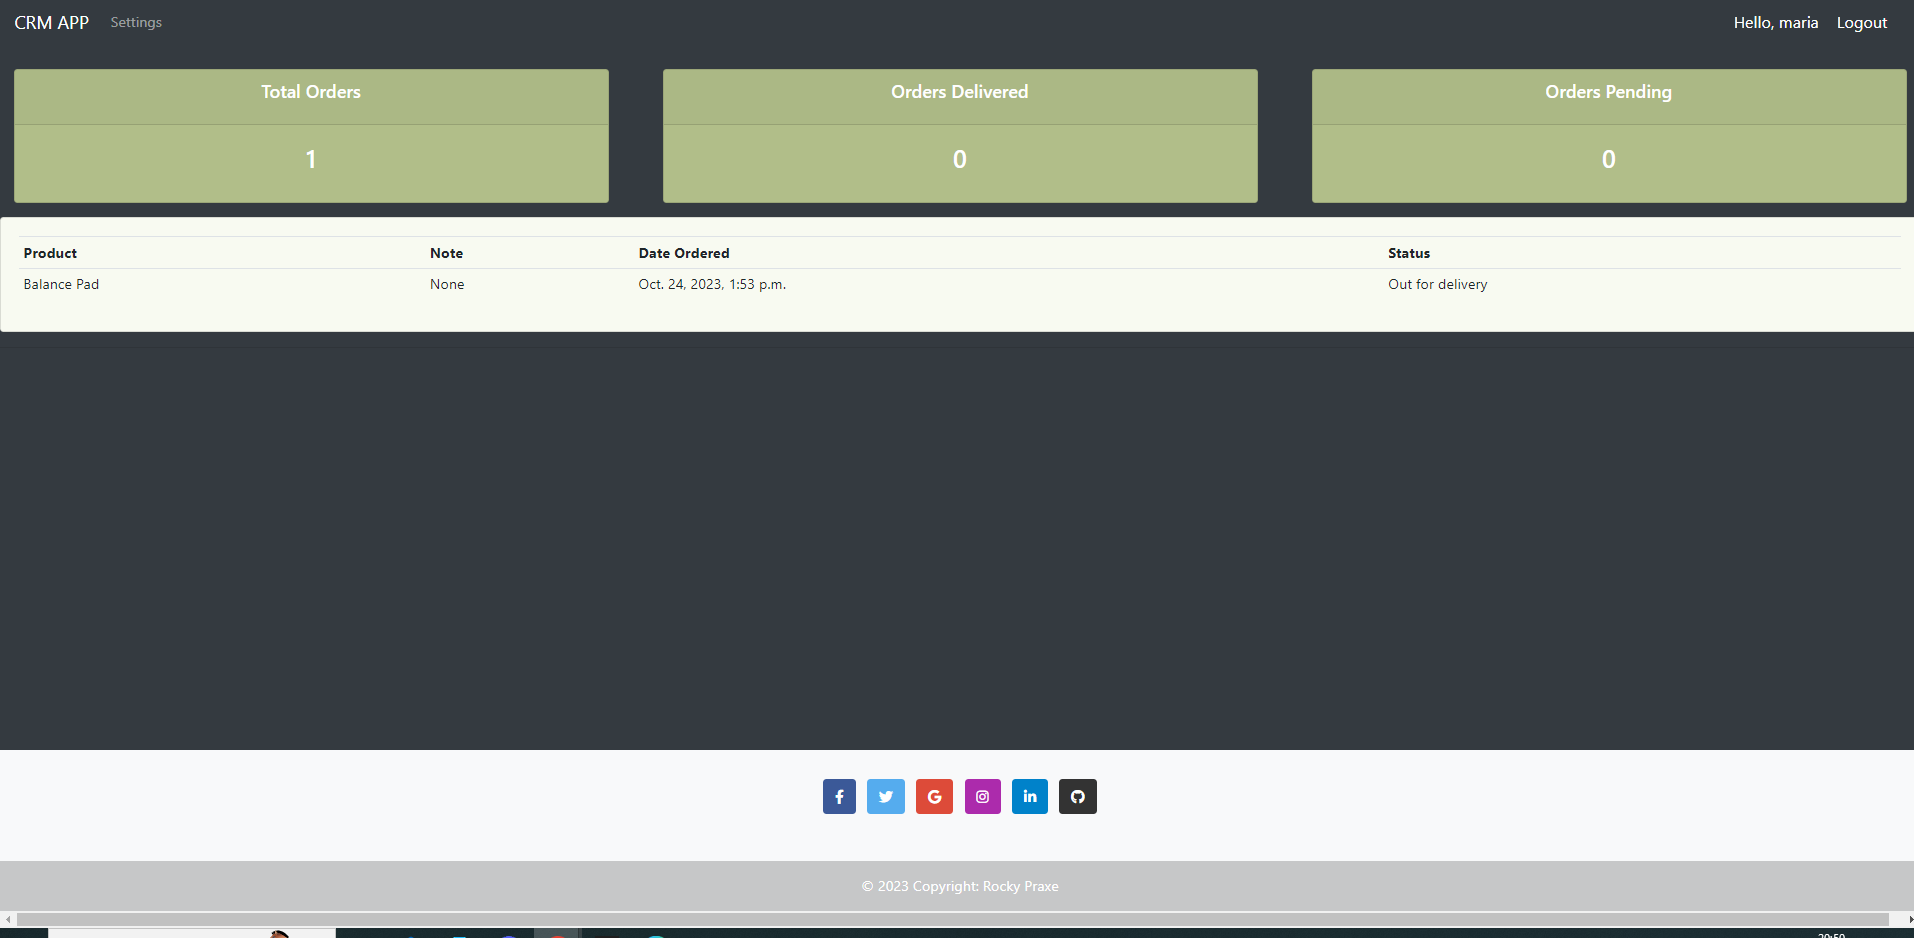 CRM APP Settings Hello, maria Logout
Total Orders Orders Delivered Orders Pending
1 0 0
Product Note Date Ordered Status
Balance Pad None Oct. 24, 2023, 1:53 p.m. Out for delivery
© 2023 Copyright: Rocky Praxe